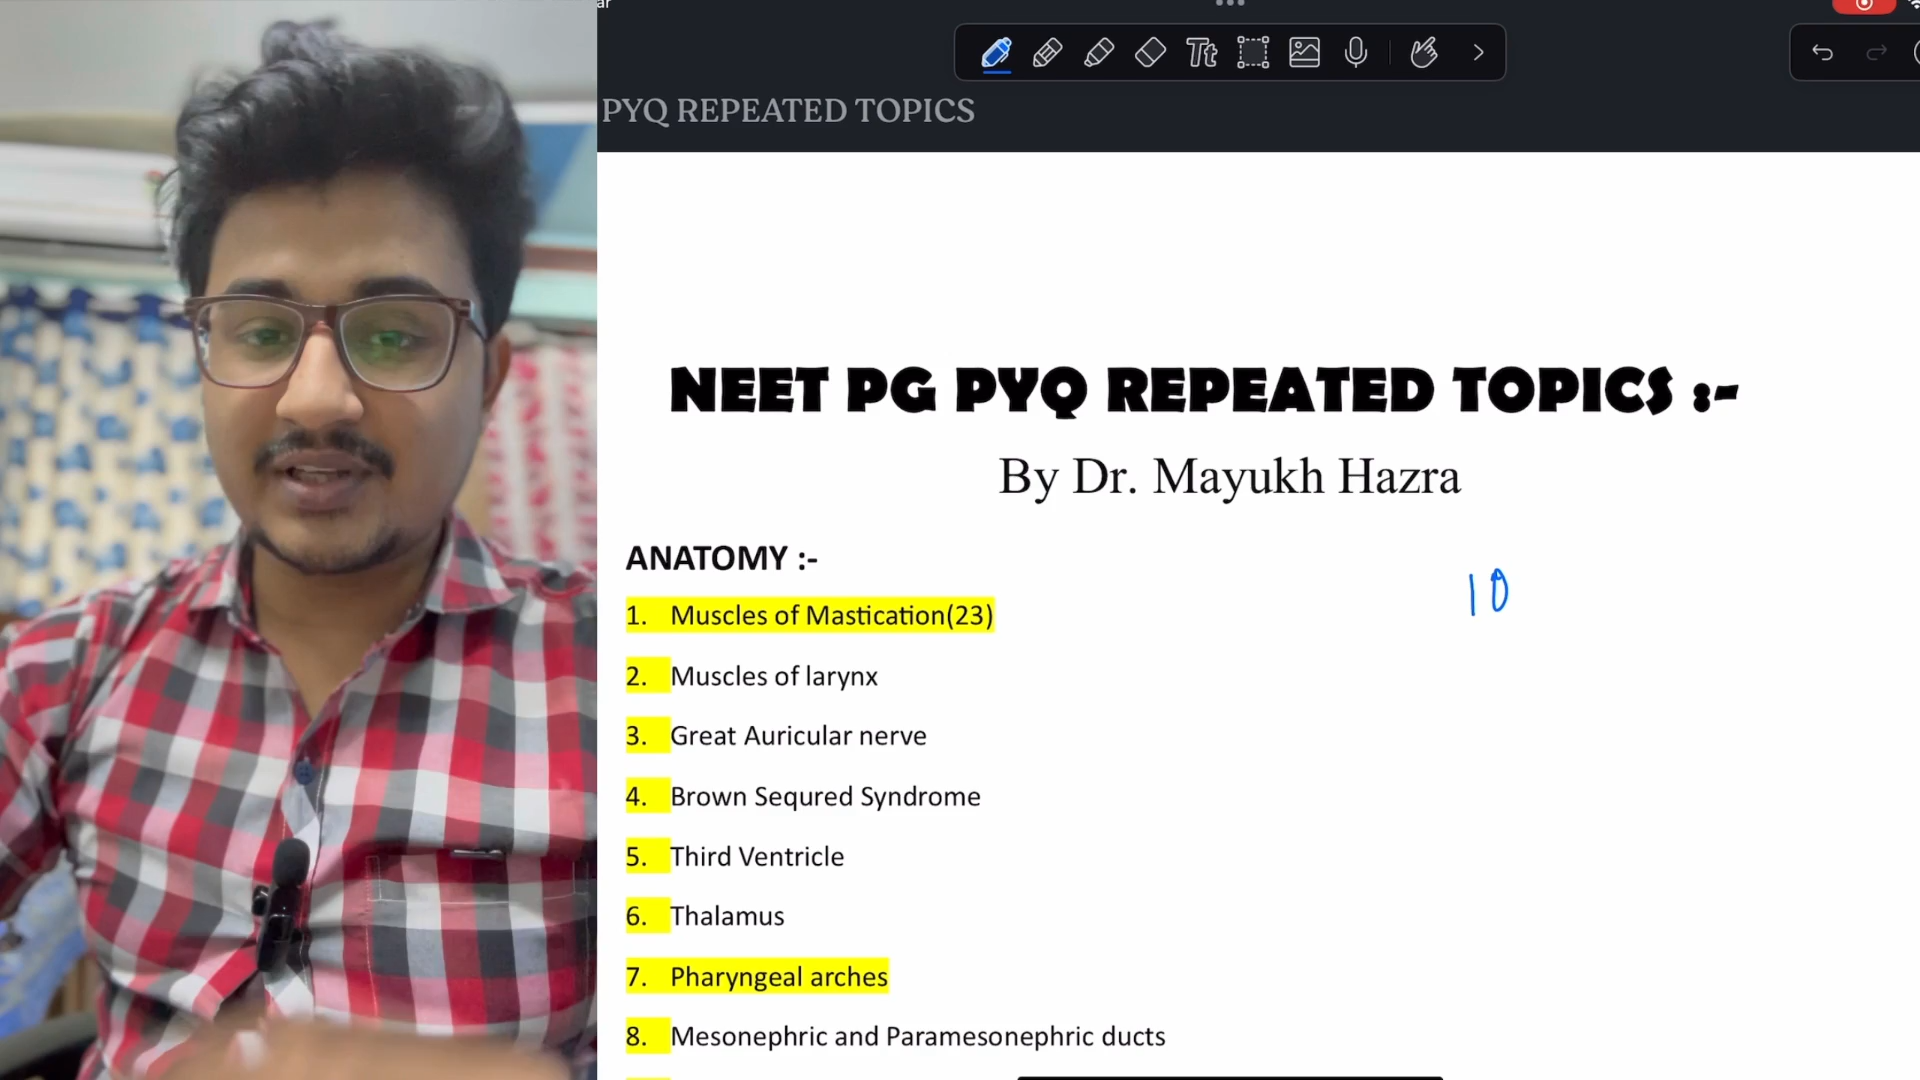 PYQ REPEATED TOPICS
NEET PG PYQ REPEATED TOPICS :-
By Dr. Mayukh Hazra
ANATOMY :-
10
1. Muscles of Mastication(23)
2. Muscles of larynx
3. Great Auricular nerve
4. Brown Sequred Syndrome
5. Third Ventricle
6. Thalamus
7. Pharyngeal arches
8. Mesonephric and Paramesonephric ducts